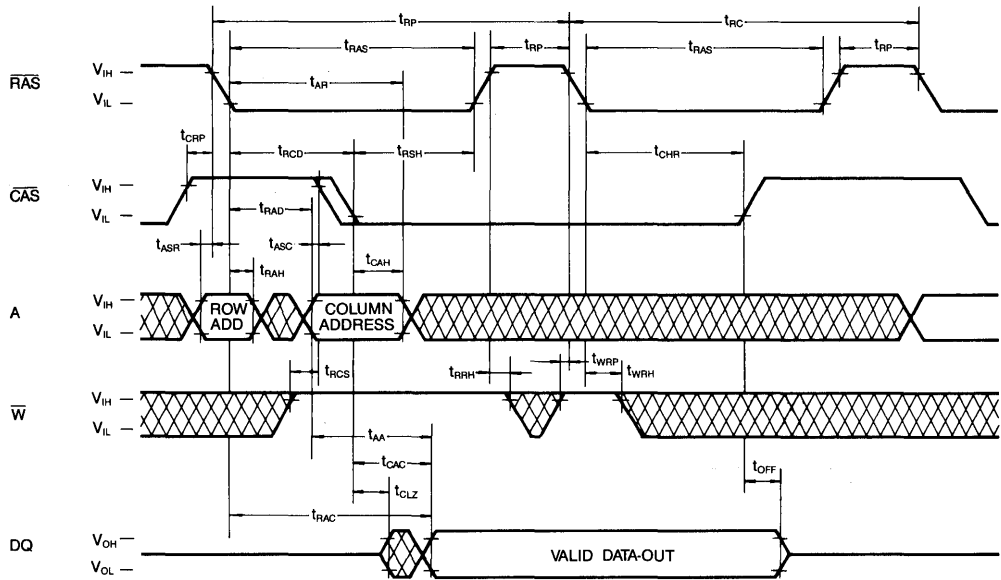 tRP tRC
tRAS tRP tRAS tRP
RAS VIH VIL tAR
tCRP tRCD tRSH tCHR
CAS VIH VIL tRAD
tASR tASC tCAH
tRAH
A VIH VIL ROW ADD COLUMN ADDRESS
tRCS tRRH tWRP tWRH
W VIH VIL
tAA
tCAC tOFF
tCLZ
tRAC
DQ VOH VOL VALID DATA-OUT